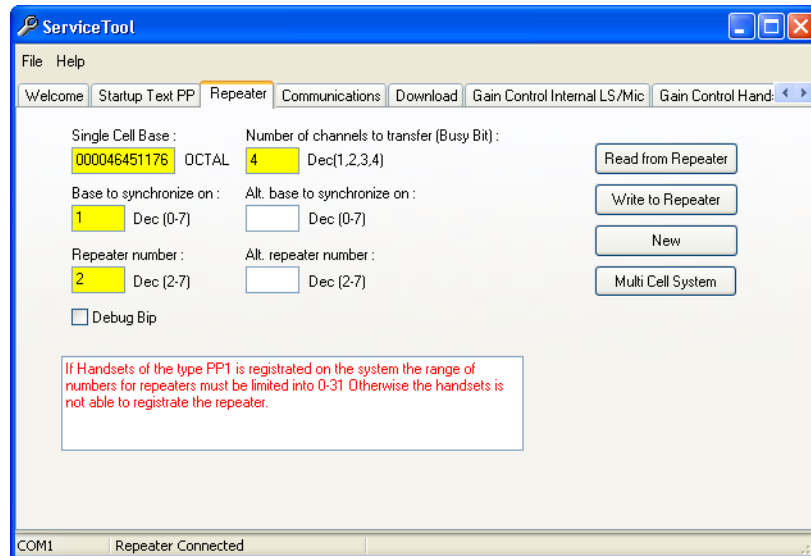 ServiceTool
File Help
Welcome Startup Text PP Repeater Communications Download Gain Control Internal LS/Mic Gain Control
Single Cell Base : Number of channels to transfer (Busy Bit) :
000046451176 OCTAL 4 Dec(1,2,3,4) Read from Repeater
Base to synchronize on : Alt. base to synchronize on : Write to Repeater
1 Dec (0-7) Dec (0-7)
New
Repeater number : Alt. repeater number :
2 Dec (2-7) Dec (2-7) Multi Cell System
Debug Bip
If Handsets of the type PP1 is registrated on the system the range of
numbers for repeaters must be limited into 0-31 Otherwise the handsets is
not able to registrate the repeater.
COM1 Repeater Connected